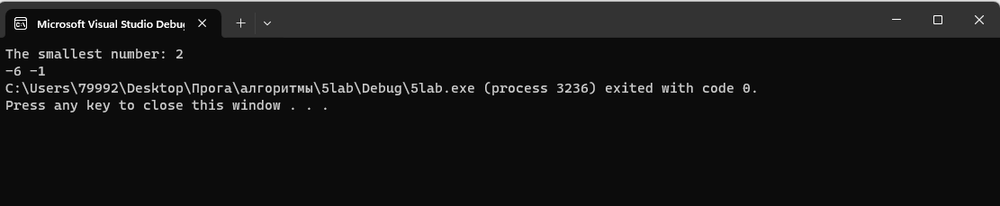 Microsoft Visual Studio Debug
The smallest number: 2
-6 -1
C:\Users\79992\Desktop\Прога\алгоритмы\5lab\Debug\5lab.exe (process 3236) exited with code 0.
Press any key to close this window . . .